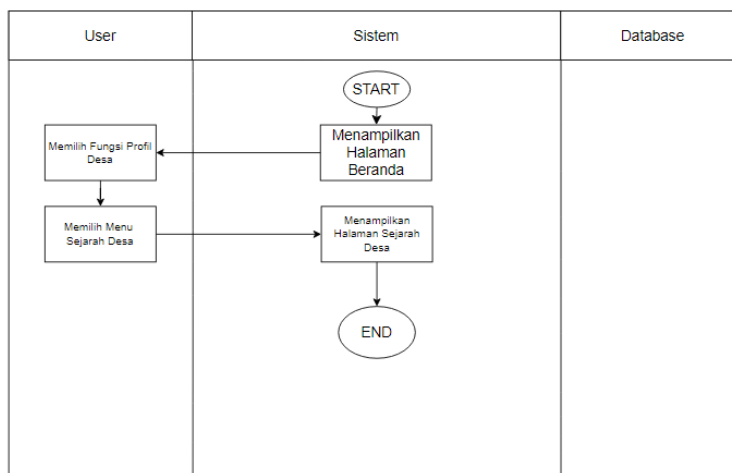 User
Sistem
Database
START
Menampilkan
Halaman
Beranda
Memilih Fungsi Profil
Desa
Memilih Menu
Sejarah Desa
Menampilkan
Halaman Sejarah
Desa
END